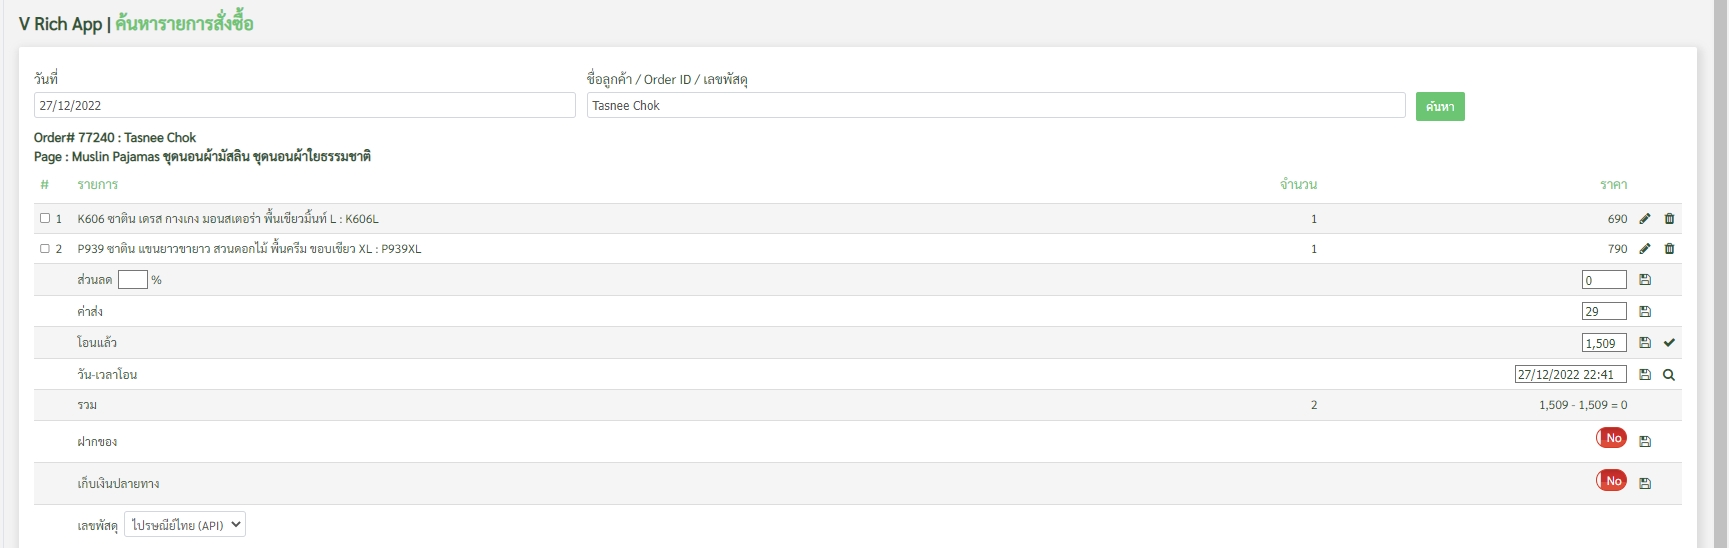 V Rich App | ค้นหารายการสั่งซื้อ
วันที่
ชื่อลูกค้า / Order ID / เลขพัสดุ
27/12/2022
Tasnee Chok
ค้นหา
Order# 77240 : Tasnee Chok
Page : Muslin Pajamas ชุดนอนผ้ามัสลิน ชุดนอนผ้าใยธรรมชาติ
# รายการ จำนวน ราคา
1 K606 ซาติน เดรส กางเกง มอนสเตอร่า พื้นเขียวมิ้นท์ L : K606L 1 690
2 P939 ซาติน แขนยาวขายาว สวนดอกไม้ พื้นครีม ขอบเขียว XL : P939XL 1 790
ส่วนลด % 0
ค่าส่ง 29
โอนแล้ว 1,509
วัน-เวลาโอน 27/12/2022 22:41
รวม 2 1,509 - 1,509 = 0
ฝากของ No
เก็บเงินปลายทาง No
เลขพัสดุ ไปรษณีย์ไทย (API)